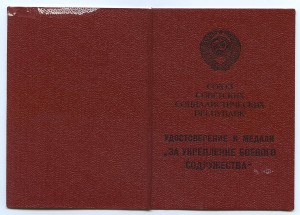 СОЮЗ
СОВЕТСКИХ
СОЦИАЛИСТИЧЕСКИХ
РЕСПУБЛИК
УДОСТОВЕРЕНИЕ К МЕДАЛИ
„ЗА УКРЕПЛЕНИЕ БОЕВОГО
СОДРУЖЕСТВА“